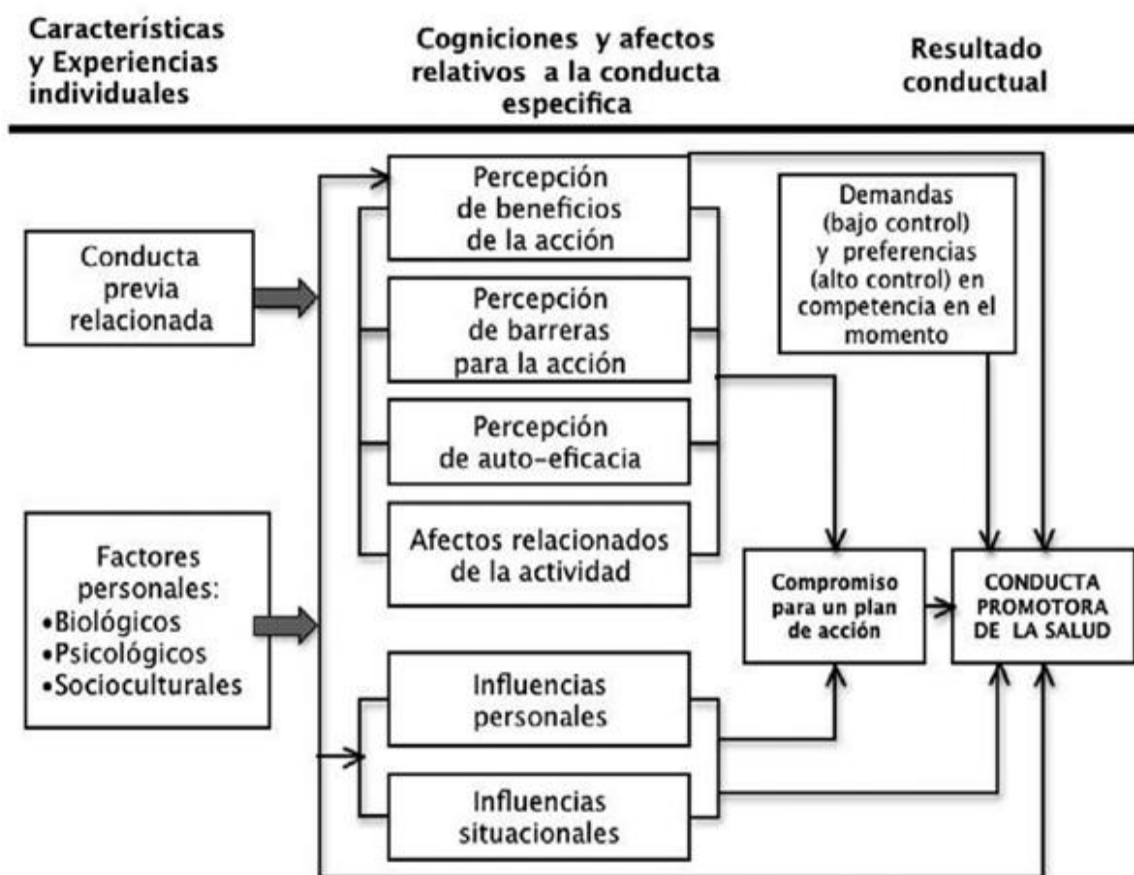 Características
y Experiencias
individuales
Cogniciones y afectos
relativos a la conducta
especifica
Resultado
conductual
Conducta
previa
relacionada
Factores
personales:
•Biológicos
•Psicológicos
•Socioculturales
Percepción
de beneficios
de la acción
Percepción
de barreras
para la acción
Percepción
de auto-eficacia
Afectos relacionados
de la actividad
Influencias
personales
Influencias
situacionales
Demandas
(bajo control)
y preferencias
(alto control) en
competencia en el
momento
Compromiso
para un plan
de acción
CONDUCTA
PROMOTORA
DE LA SALUD